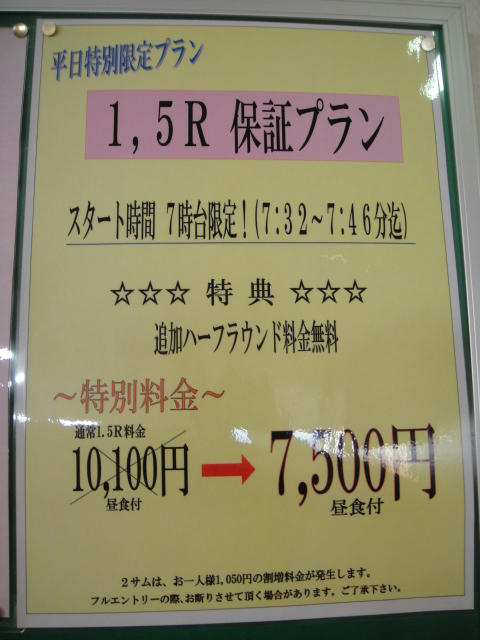 平日特別限定プラン
1,5R 保証プラン
スタート時間 7時台限定!(7:32～7:46分迄)
☆☆☆ 特 典 ☆☆☆
追加ハーフラウンド料金無料
～特別料金～
通常1.5R料金
10,100円 → 7,500円
昼食付 昼食付
2サムは、お一人様1,050円の割増料金が発生します。
フルエントリーの際、お断りさせて頂く場合があります。ご了承下さい。